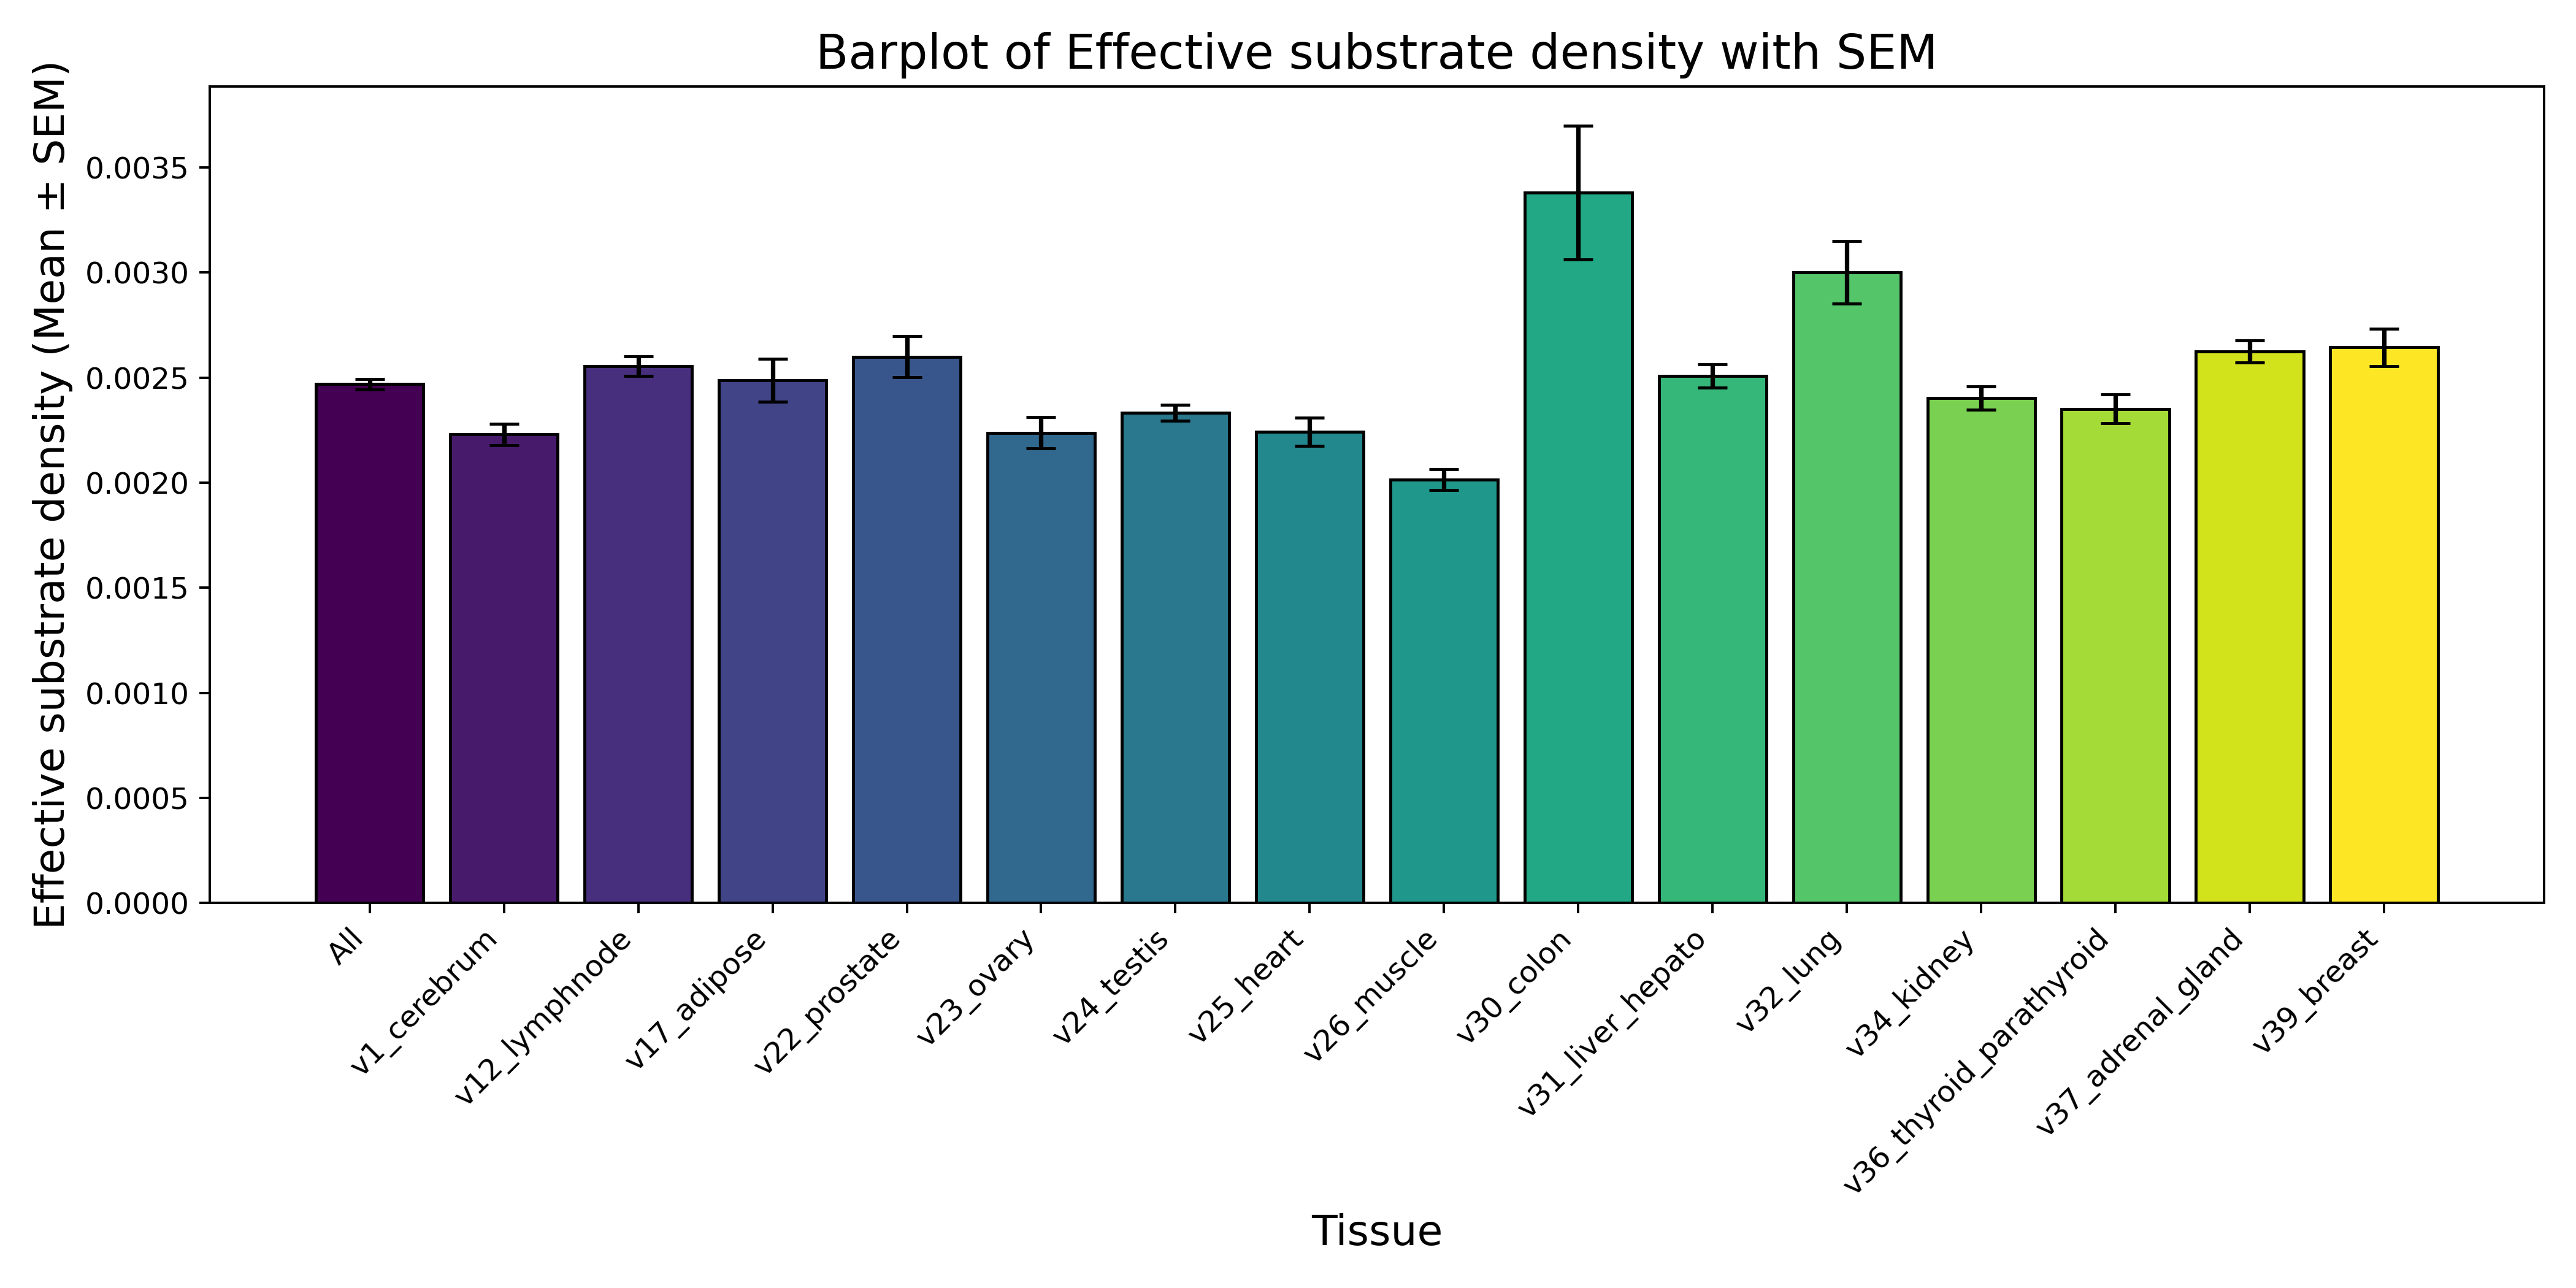 Barplot of Effective substrate density with SEM
Effective substrate density (Mean ± SEM)
0.0035
0.0030
0.0025
0.0020
0.0015
0.0010
0.0005
0.0000
All
v1_cerebrum
v12_lymphnode
v17_adipose
v22_prostate
v23_ovary
v24_testis
v25_heart
v26_muscle
v30_colon
v31_liver_hepato
v32_lung
v34_kidney
v36_thyroid_parathyroid
v37_adrenal_gland
v39_breast
Tissue